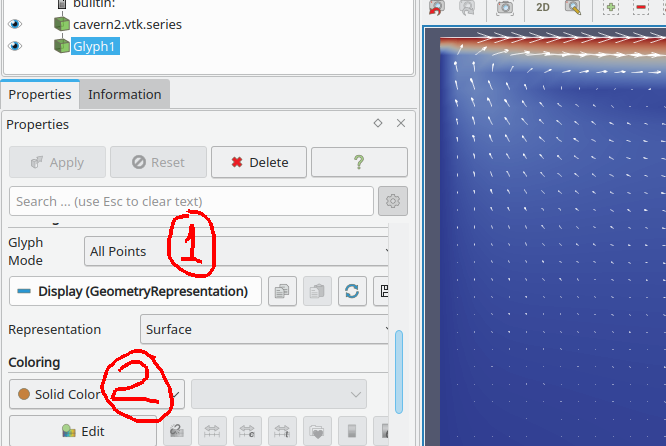 builtin:
cavern2.vtk.series
Glyph1
Properties Information
Properties
Apply Reset Delete ?
Search ... (use Esc to clear text)
Glyph
Mode
All Points
1
Display (GeometryRepresentation)
Representation Surface
Coloring
Solid Color
2
Edit
2D